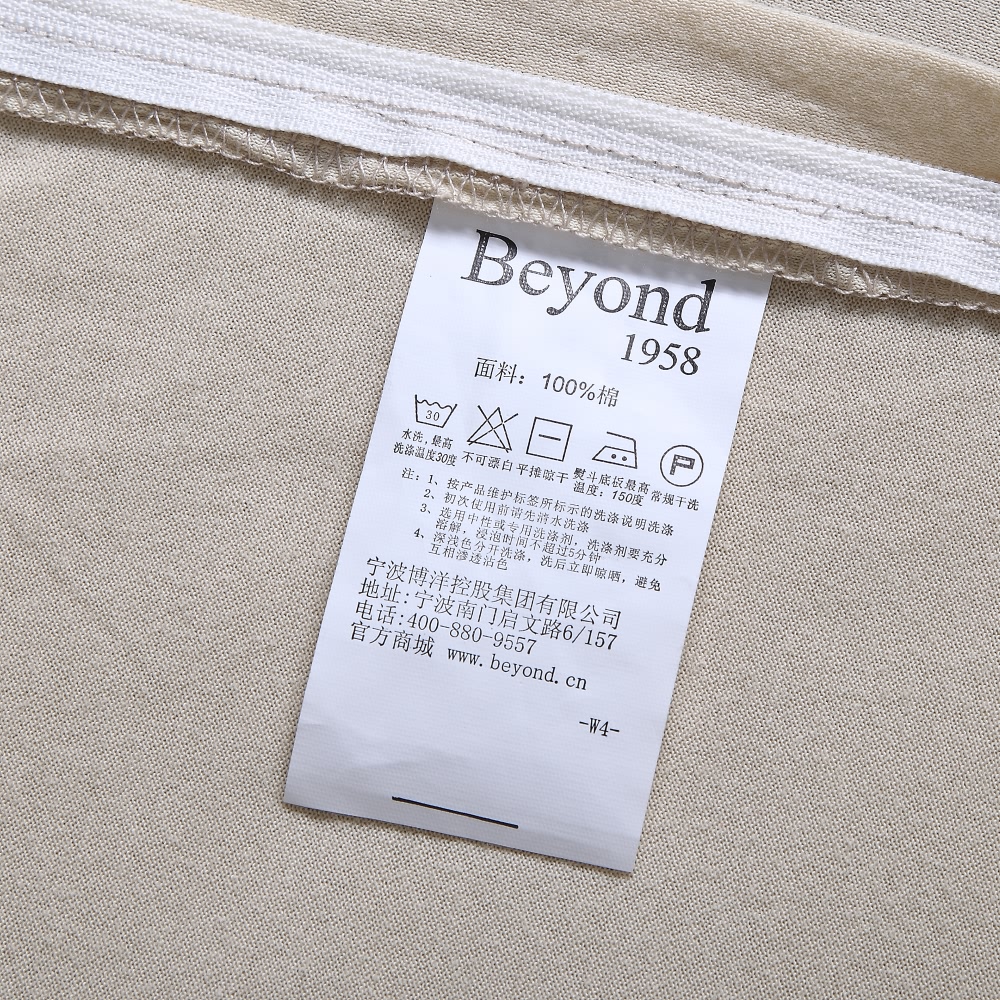 Beyond
1958
面料：100%棉
30
P
水洗，最高
洗涤温度30度
不可漂白
平摊晾干
熨斗底板最高
温度：150度
常规干洗
注：1、按产品维护标签所标示的洗涤说明洗涤
2、初次使用前请先清水洗涤
3、选用中性或专用洗涤剂，洗涤剂要充分
溶解，浸泡时间不超过5分钟
4、深浅色分开洗涤，洗后立即晾晒，避免
互相渗透沾色
宁波博洋控股集团有限公司
地址：宁波南门启文路6/157
电话：400-880-9557
官方商城 www.beyond.cn
-W4-